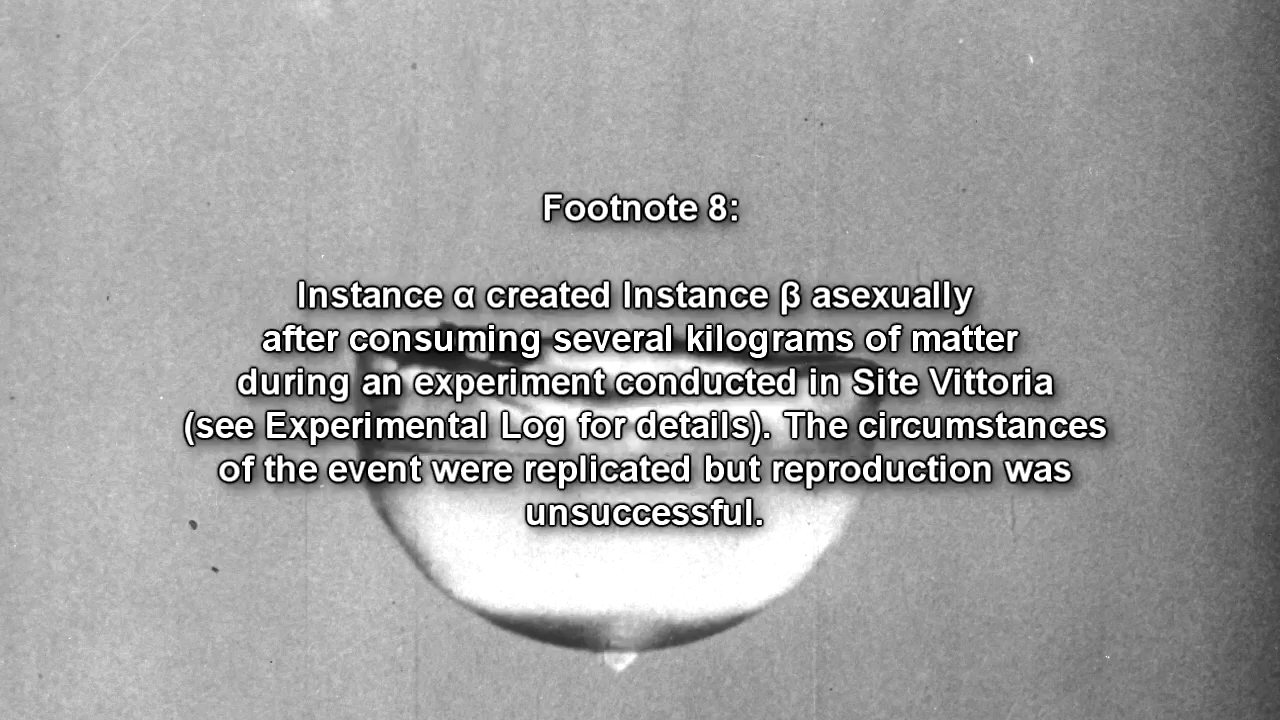 Footnote 8:
Instance α created Instance β asexually
after consuming several kilograms of matter
during an experiment conducted in Site Vittoria
(see Experimental Log for details). The circumstances
of the event were replicated but reproduction was
unsuccessful.